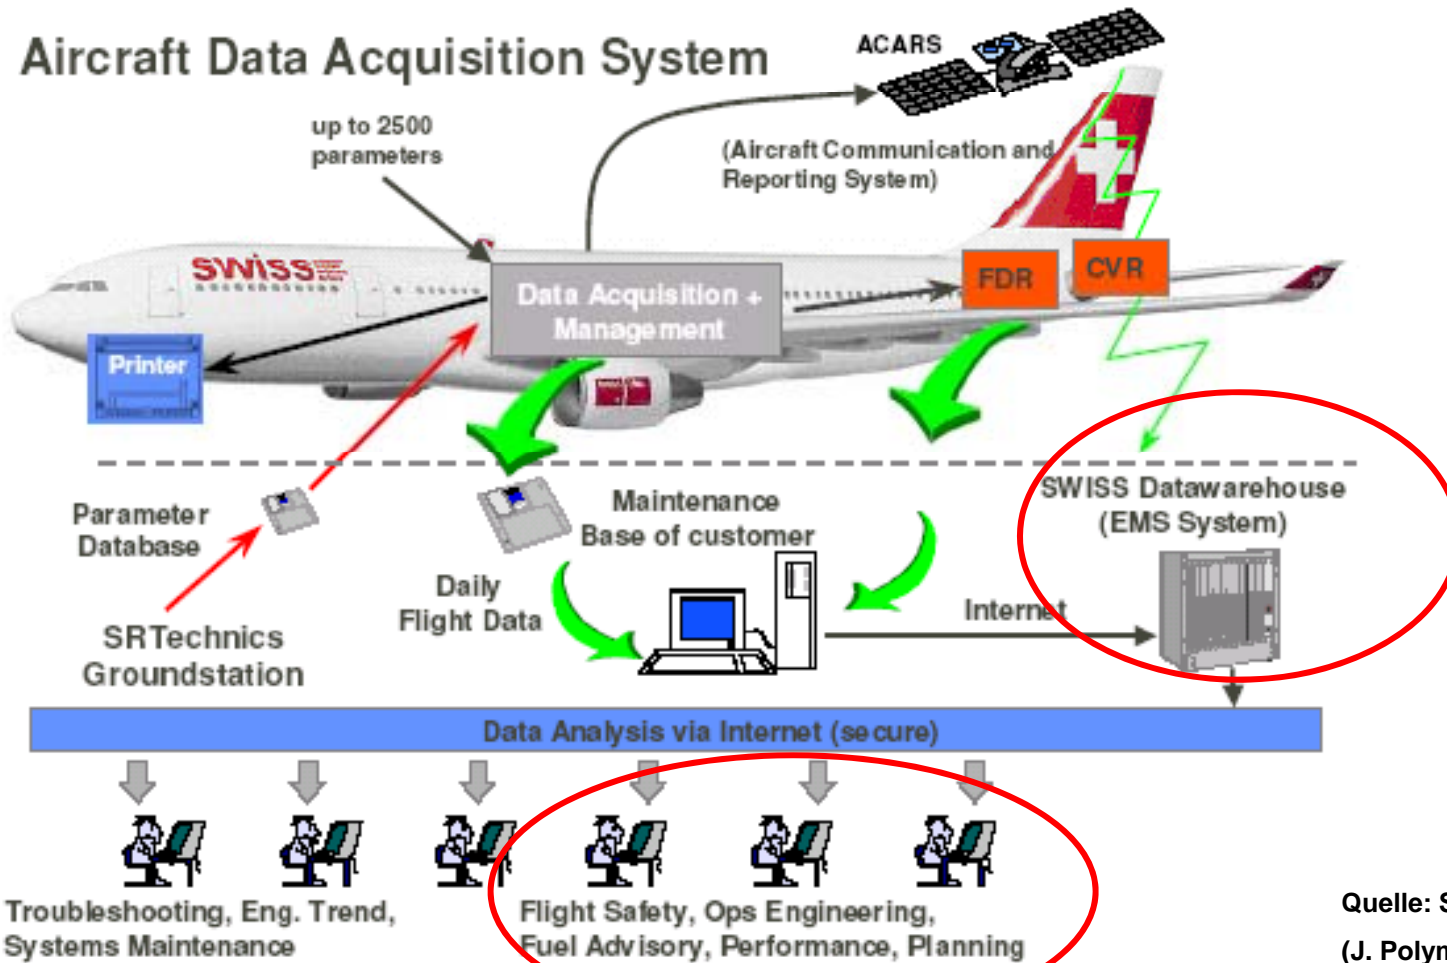 Aircraft Data Acquisition System
ACARS
up to 2500
parameters
(Aircraft Communication and
Reporting System)
swiss
Data Acquisition +
Management
FDR
CVR
Printer
Parameter
Database
Maintenance
Base of customer
SWISS Datawarehouse
(EMS System)
Daily
Flight Data
Internet
SRTechnics
Groundstation
Data Analysis via Internet (secure)
Troubleshooting, Eng. Trend,
Systems Maintenance
Flight Safety, Ops Engineering,
Fuel Advisory, Performance, Planning
Quelle: S
(J. Polyn